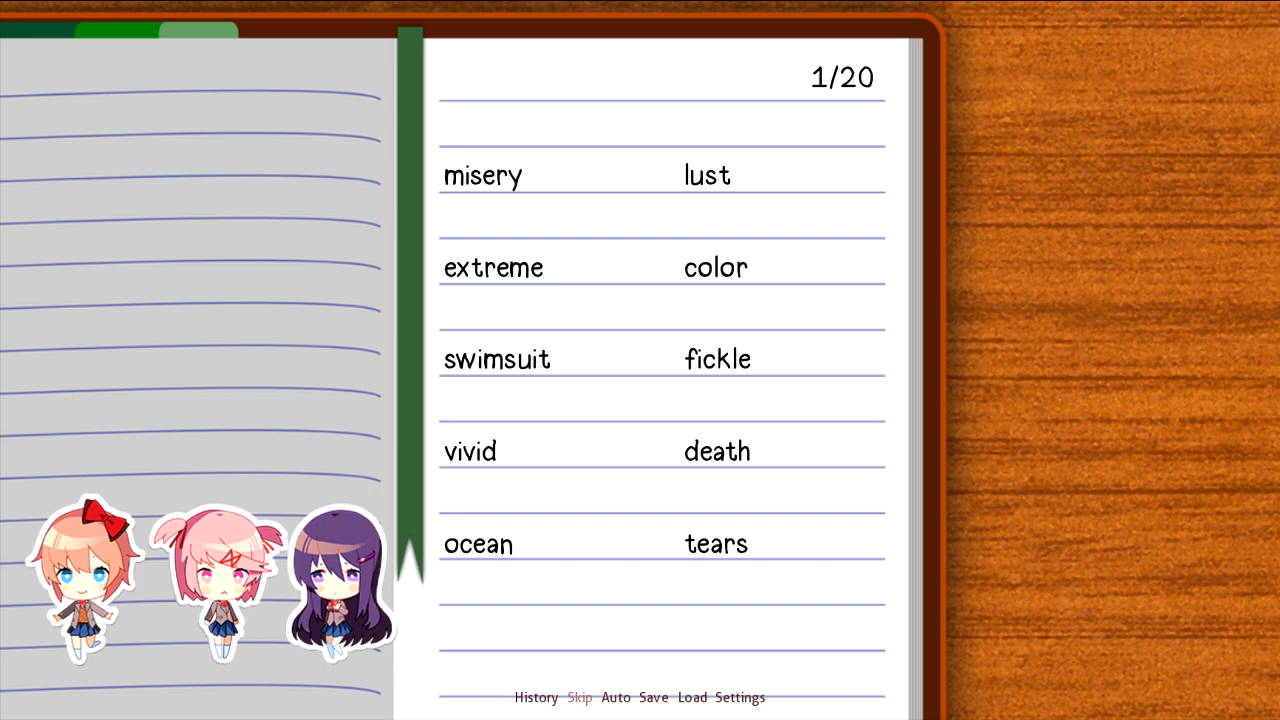 1/20
misery lust
extreme color
swimsuit fickle
vivid death
ocean tears
History Skip Auto Save Load Settings